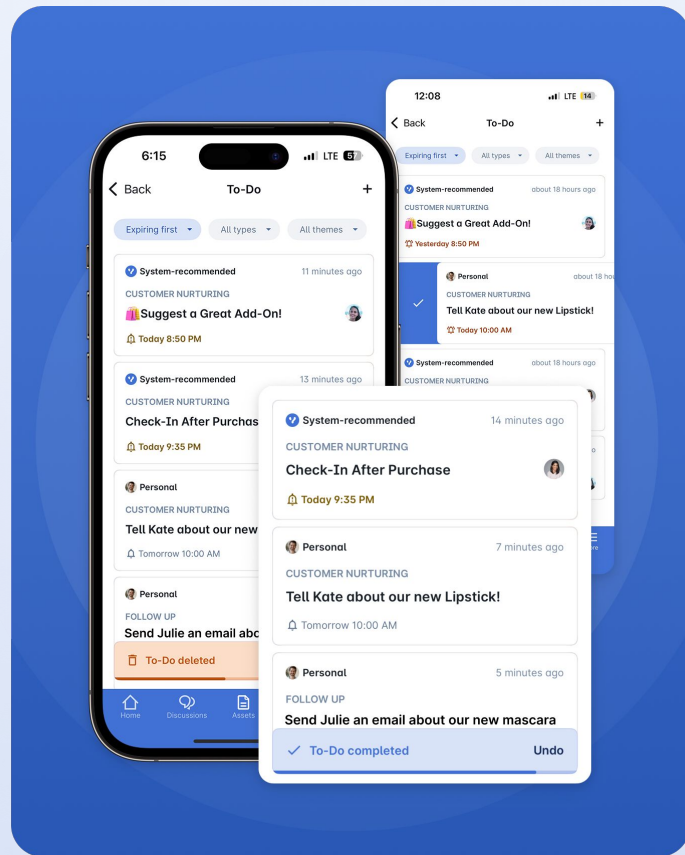 6:15
LTE 57
Back
To-Do
+
Expiring first
All types
All themes
System-recommended
11 minutes ago
CUSTOMER NURTURING
🛍️Suggest a Great Add-On!
Today 8:50 PM
System-recommended
13 minutes ago
CUSTOMER NURTURING
Check-In After Purchas
Today 9:35 PM
Personal
CUSTOMER NURTURING
Tell Kate about our new
Tomorrow 10:00 AM
Personal
FOLLOW UP
Send Julie an email abo
To-Do deleted
Home
Discussions
Assets
12:08
LTE 14
Back
To-Do
+
Expiring first
All types
All themes
System-recommended
about 18 hours ago
CUSTOMER NURTURING
🛍️Suggest a Great Add-On!
Yesterday 8:50 PM
Personal
about 18 hou
CUSTOMER NURTURING
Tell Kate about our new Lipstick!
Today 10:00 AM
System-recommended
about 18 hours ago
CUSTOMER NURTURING
System-recommended
14 minutes ago
CUSTOMER NURTURING
Check-In After Purchase
Today 9:35 PM
Personal
7 minutes ago
CUSTOMER NURTURING
Tell Kate about our new Lipstick!
Tomorrow 10:00 AM
Personal
5 minutes ago
FOLLOW UP
Send Julie an email about our new mascara
To-Do completed
Undo